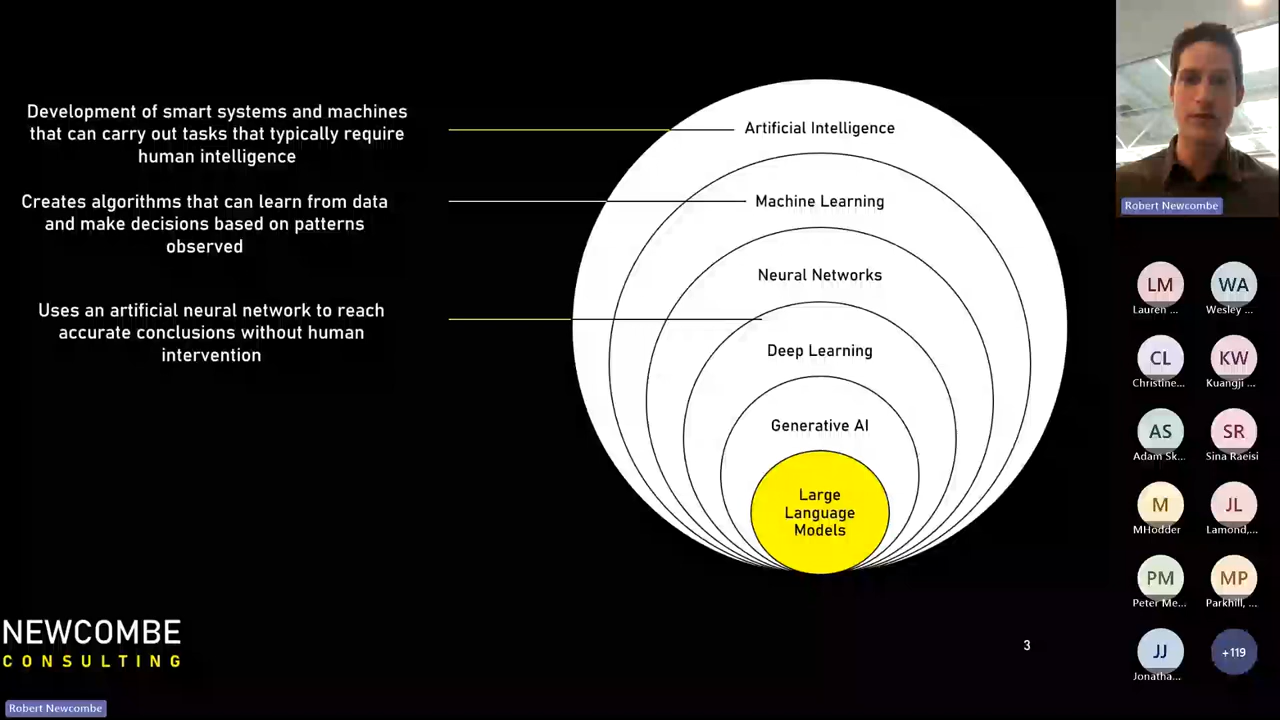 Development of smart systems and machines
that can carry out tasks that typically require
human intelligence
Creates algorithms that can learn from data
and make decisions based on patterns
observed
Uses an artificial neural network to reach
accurate conclusions without human
intervention
Artificial Intelligence
Machine Learning
Neural Networks
Deep Learning
Generative AI
Large
Language
Models
NEWCOMBE
CONSULTING
3
Robert Newcombe
Robert Newcombe
LM
Lauren ...
WA
Wesley ...
CL
Christine...
KW
Kuangji ...
AS
Adam Sk...
SR
Sina Raeisi
M
MHodder
JL
Lamond,...
PM
Peter Me...
MP
Parkhill, ...
JJ
Jonatha...
+119